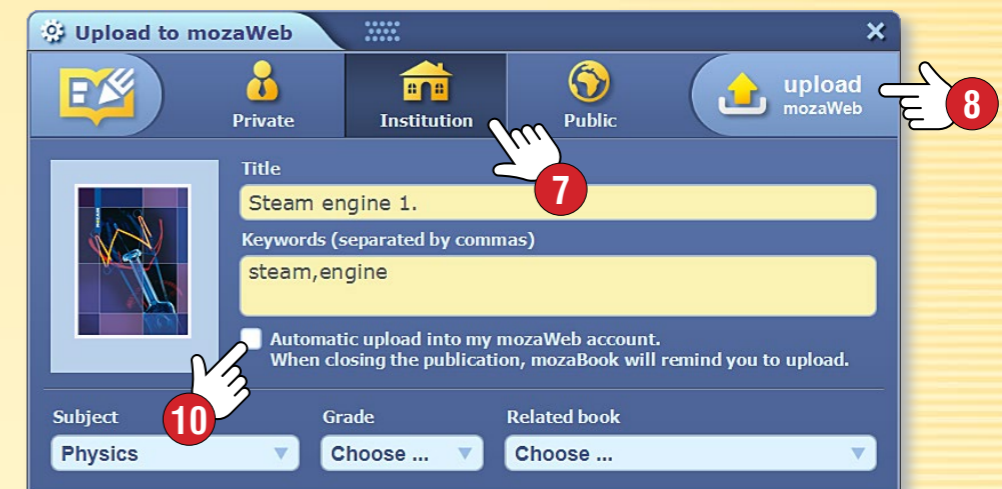 Upload to mozaWeb
Private
Institution
Public
upload
mozaWeb
8
7
Title
Steam engine 1.
Keywords (separated by commas)
steam,engine
Automatic upload into my mozaWeb account.
When closing the publication, mozaBook will remind you to upload.
10
Subject
Grade
Related book
Physics
Choose ...
Choose ...